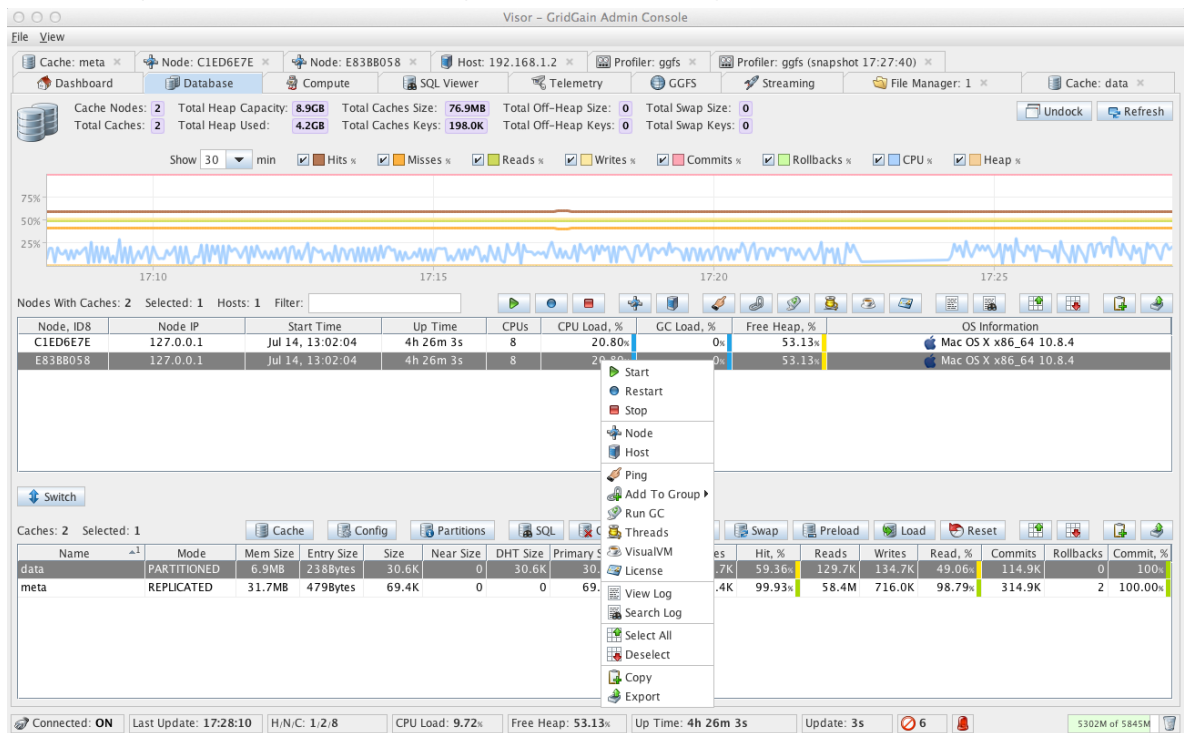 Visor – GridGain Admin Console
File View
Cache: meta × Node: C1ED6E7E × Node: E83BB058 × Host: 192.168.1.2 × Profiler: ggfs × Profiler: ggfs (snapshot 17:27:40) ×
Dashboard Database Compute SQL Viewer Telemetry GGFS Streaming File Manager: 1 × Cache: data ×
Cache Nodes: 2 Total Heap Capacity: 8.9GB Total Caches Size: 76.9MB Total Off-Heap Size: 0 Total Swap Size: 0 Undock Refresh
Total Caches: 2 Total Heap Used: 4.2GB Total Caches Keys: 198.0K Total Off-Heap Keys: 0 Total Swap Keys: 0
Show 30 min Hits % Misses % Reads % Writes % Commits % Rollbacks % CPU % Heap %
75%
50%
25%
17:10 17:15 17:20 17:25
Nodes With Caches: 2 Selected: 1 Hosts: 1 Filter:
Node, ID8 Node IP Start Time Up Time CPUs CPU Load, % GC Load, % Free Heap, % OS Information
C1ED6E7E 127.0.0.1 Jul 14, 13:02:04 4h 26m 3s 8 20.80% 0% 53.13% Mac OS X x86_64 10.8.4
E83BB058 127.0.0.1 Jul 14, 13:02:04 4h 26m 3s 8 20.80% 0% 53.13% Mac OS X x86_64 10.8.4
Start
Restart
Stop
Node
Host
Ping
Add To Group
Run GC
Threads
VisualVM
License
View Log
Search Log
Select All
Deselect
Copy
Export
Switch
Caches: 2 Selected: 1 Cache Config Partitions SQL Swap Preload Load Reset
Name 1 Mode Mem Size Entry Size Size Near Size DHT Size Primary Hit, % Reads Writes Read, % Commits Rollbacks Commit, %
data PARTITIONED 6.9MB 238Bytes 30.6K 0 30.6K 30. .7K 59.36% 129.7K 134.7K 49.06% 114.9K 0 100%
meta REPLICATED 31.7MB 479Bytes 69.4K 0 0 69. .4K 99.93% 58.4M 716.0K 98.79% 314.9K 2 100.00%
Connected: ON Last Update: 17:28:10 H/N/C: 1/2/8 CPU Load: 9.72% Free Heap: 53.13% Up Time: 4h 26m 3s Update: 3s 6 5302M of 5845M